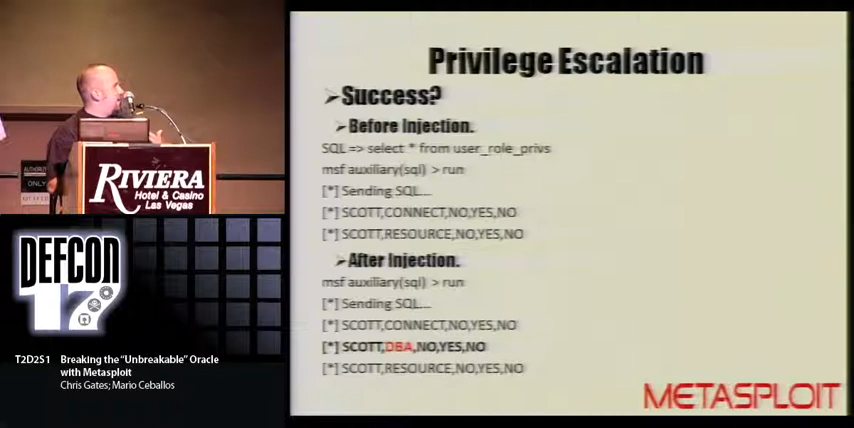 Privilege Escalation
➢Success?
➢Before Injection.
SQL => select * from user_role_privs
msf auxiliary(sql) > run
[*] Sending SQL...
[*] SCOTT,CONNECT,NO,YES,NO
[*] SCOTT,RESOURCE,NO,YES,NO
➢After Injection.
msf auxiliary(sql) > run
[*] Sending SQL...
[*] SCOTT,CONNECT,NO,YES,NO
[*] SCOTT,DBA,NO,YES,NO
[*] SCOTT,RESOURCE,NO,YES,NO
METASPLOIT
RIVIERA
Hotel & Casino
Las Vegas
ONLY
DEFCON
17
T2D2S1 Breaking the “Unbreakable” Oracle
with Metasploit
Chris Gates; Mario Ceballos